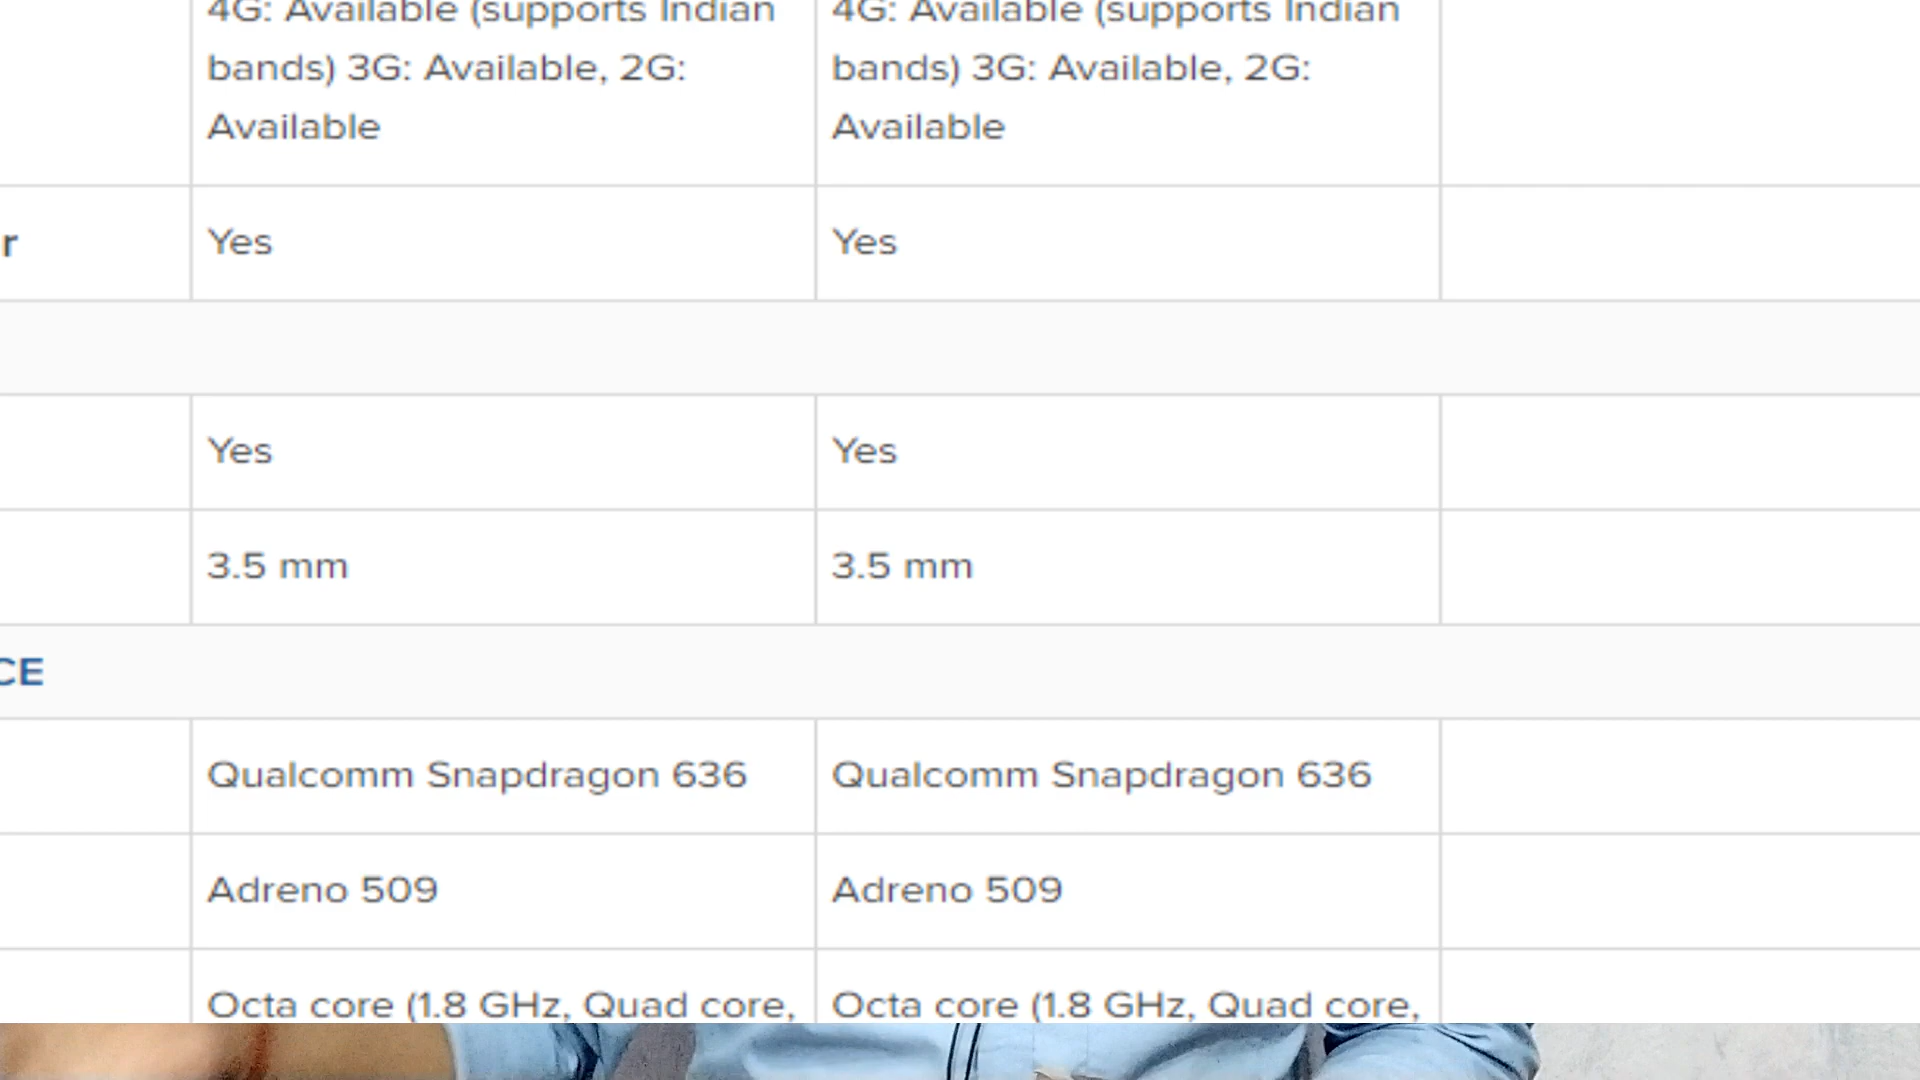 4G: Available (supports Indian
bands) 3G: Available, 2G:
Available
4G: Available (supports Indian
bands) 3G: Available, 2G:
Available
r
Yes
Yes
Yes
Yes
3.5 mm
3.5 mm
CE
Qualcomm Snapdragon 636
Qualcomm Snapdragon 636
Adreno 509
Adreno 509
Octa core (1.8 GHz, Quad core,
Octa core (1.8 GHz, Quad core,